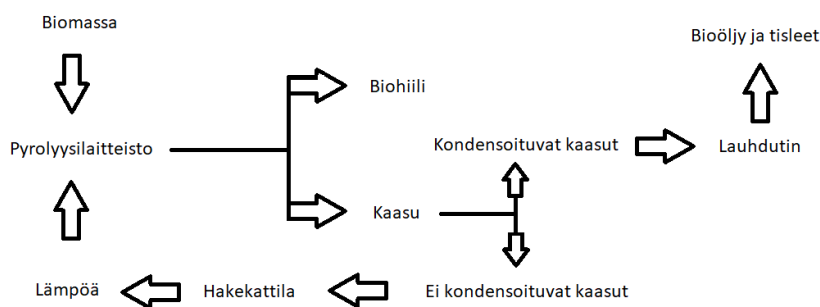 Biomassa
Bioöljy ja tisleet
Biohiili
Pyrolyysilaitteisto
Kondensoituvat kaasut
Lauhdutin
Kaasu
Lämpöä
Hakekattila
Ei kondensoituvat kaasut